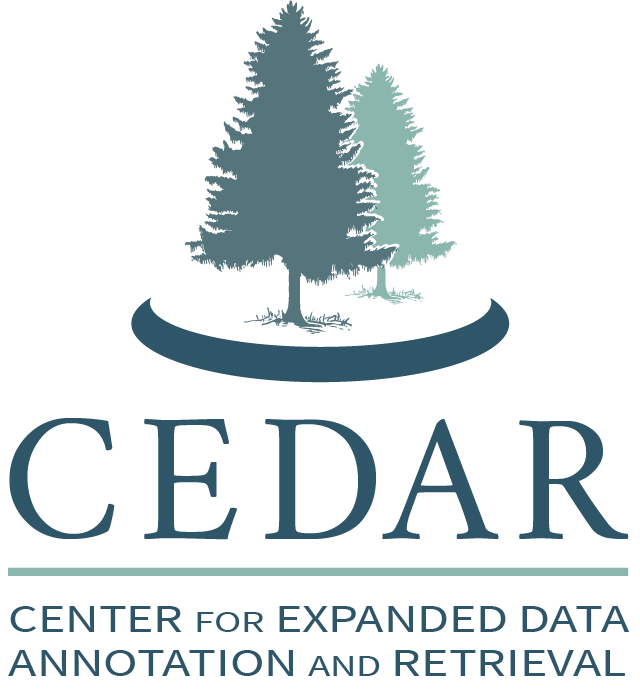 CEDAR
CENTER FOR EXPANDED DATA
ANNOTATION AND RETRIEVAL